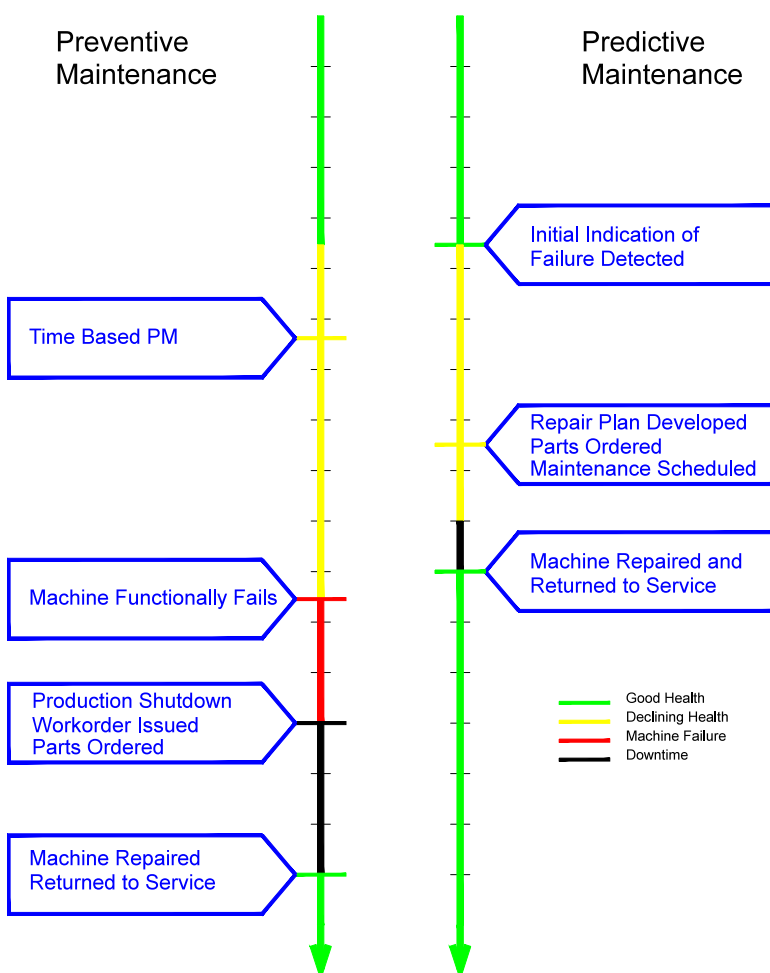 Preventive
Maintenance
Predictive
Maintenance
Initial Indication of
Failure Detected
Time Based PM
Repair Plan Developed
Parts Ordered
Maintenance Scheduled
Machine Functionally Fails
Machine Repaired and
Returned to Service
Production Shutdown
Workorder Issued
Parts Ordered
Good Health
Declining Health
Machine Failure
Downtime
Machine Repaired
Returned to Service